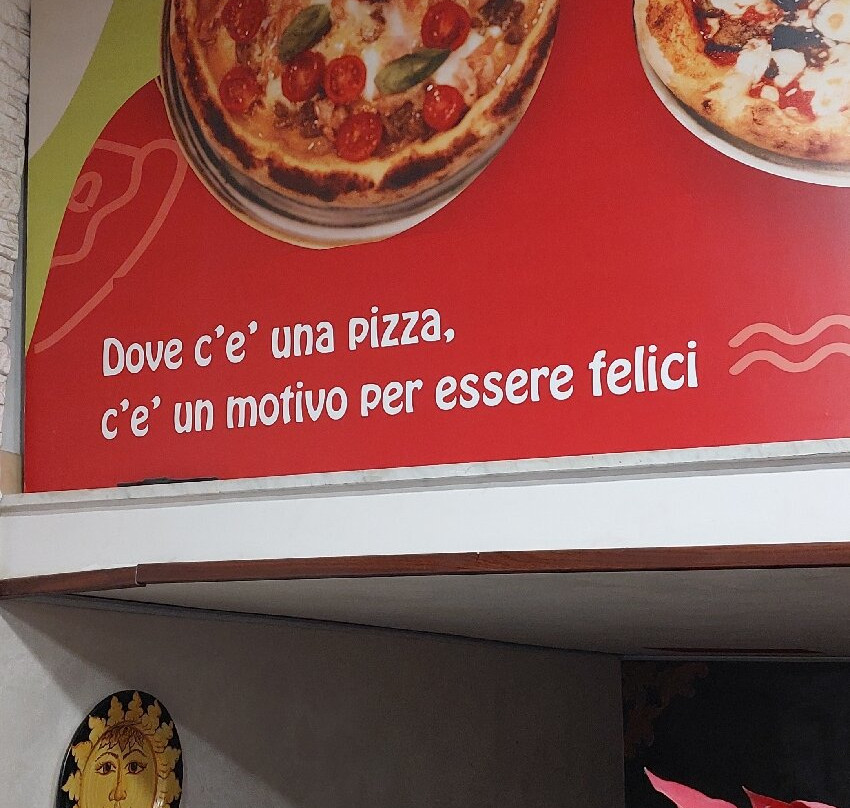 Dove c'e' una pizza,
c'e' un motivo per essere felici